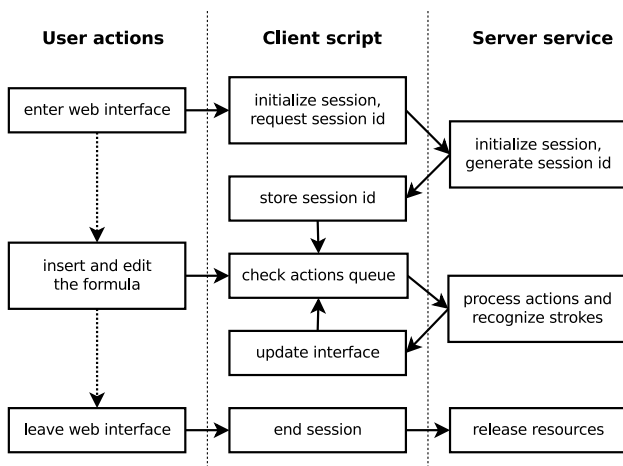 User actions
Client script
Server service
enter web interface
initialize session,
request session id
initialize session,
generate session id
store session id
insert and edit
the formula
check actions queue
process actions and
recognize strokes
update interface
leave web interface
end session
release resources